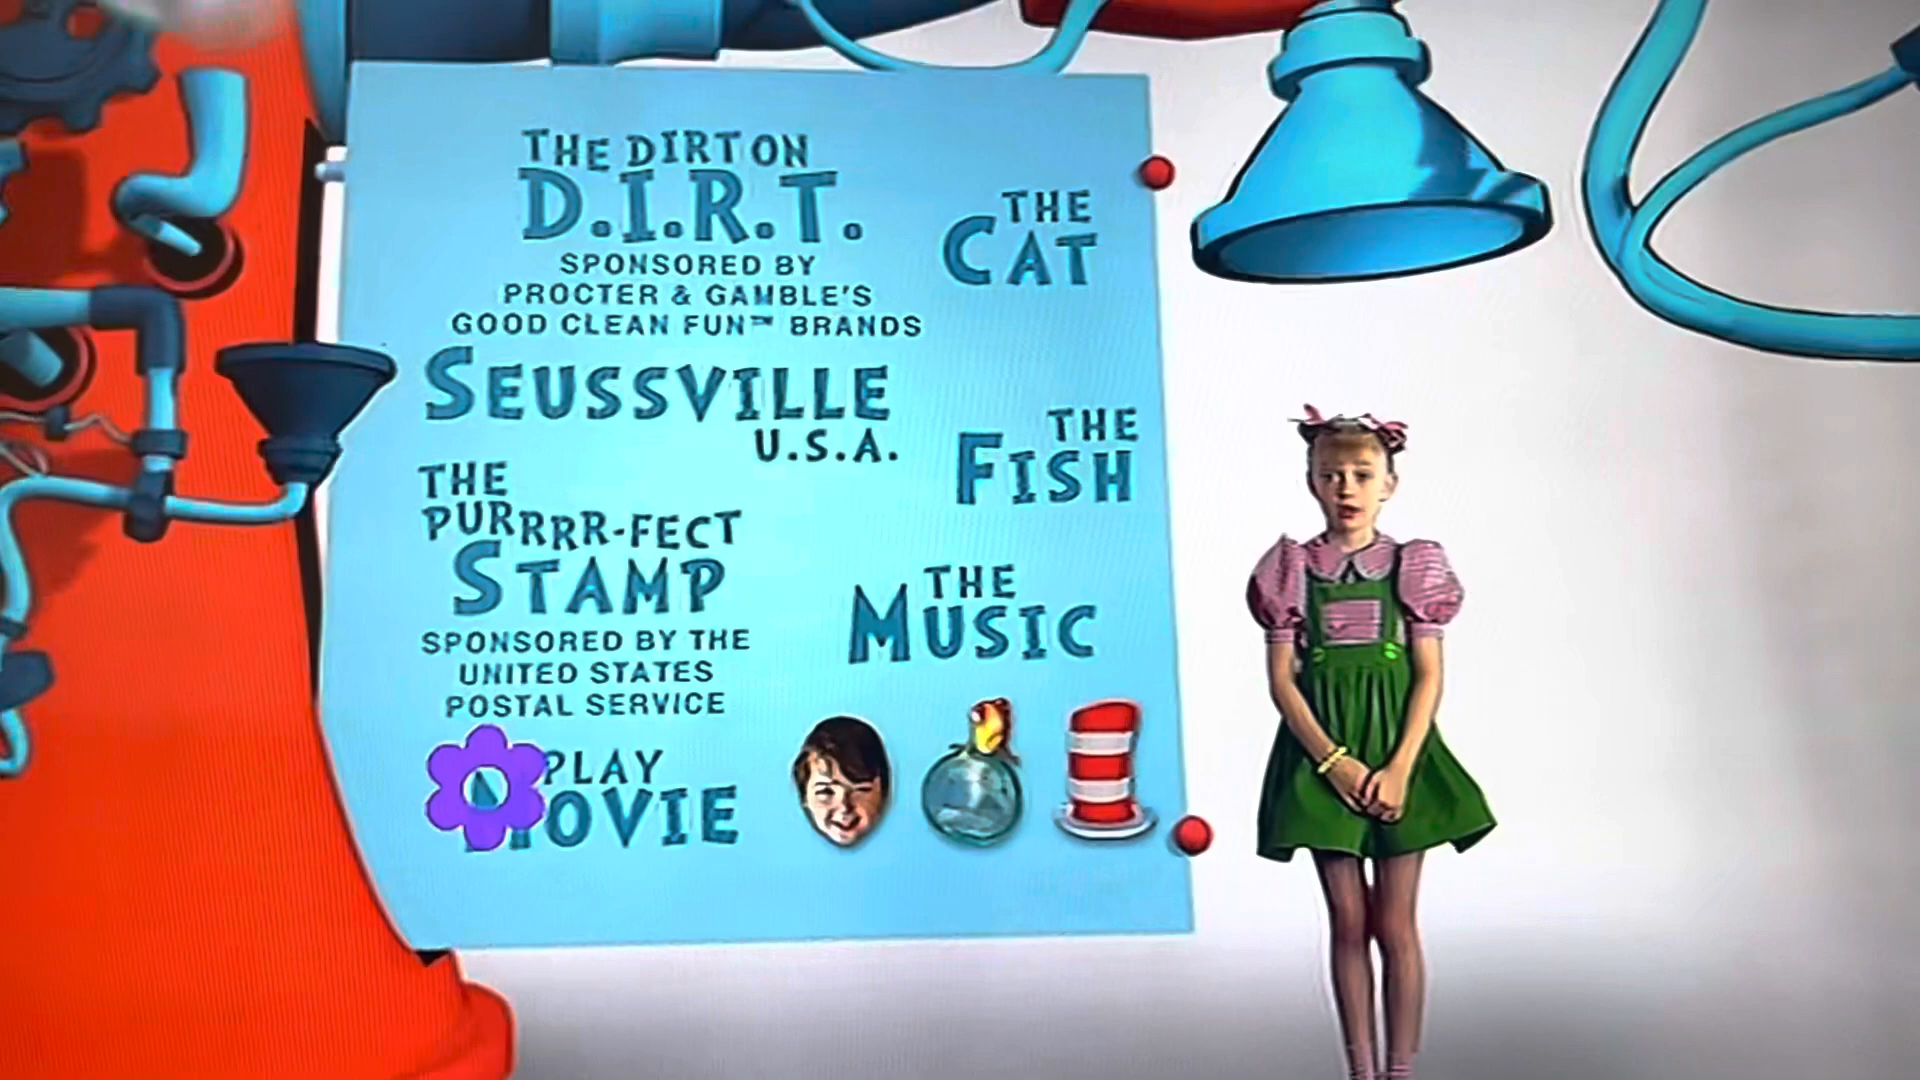 THE DIRT ON
D.I.R.T.
SPONSORED BY
PROCTER & GAMBLE'S
GOOD CLEAN FUN™ BRANDS
SEUSSVILLE
U.S.A.
THE
PURRRR-FECT
STAMP
SPONSORED BY THE
UNITED STATES
POSTAL SERVICE
PLAY
MOVIE
THE
CAT
THE
FISH
THE
MUSIC